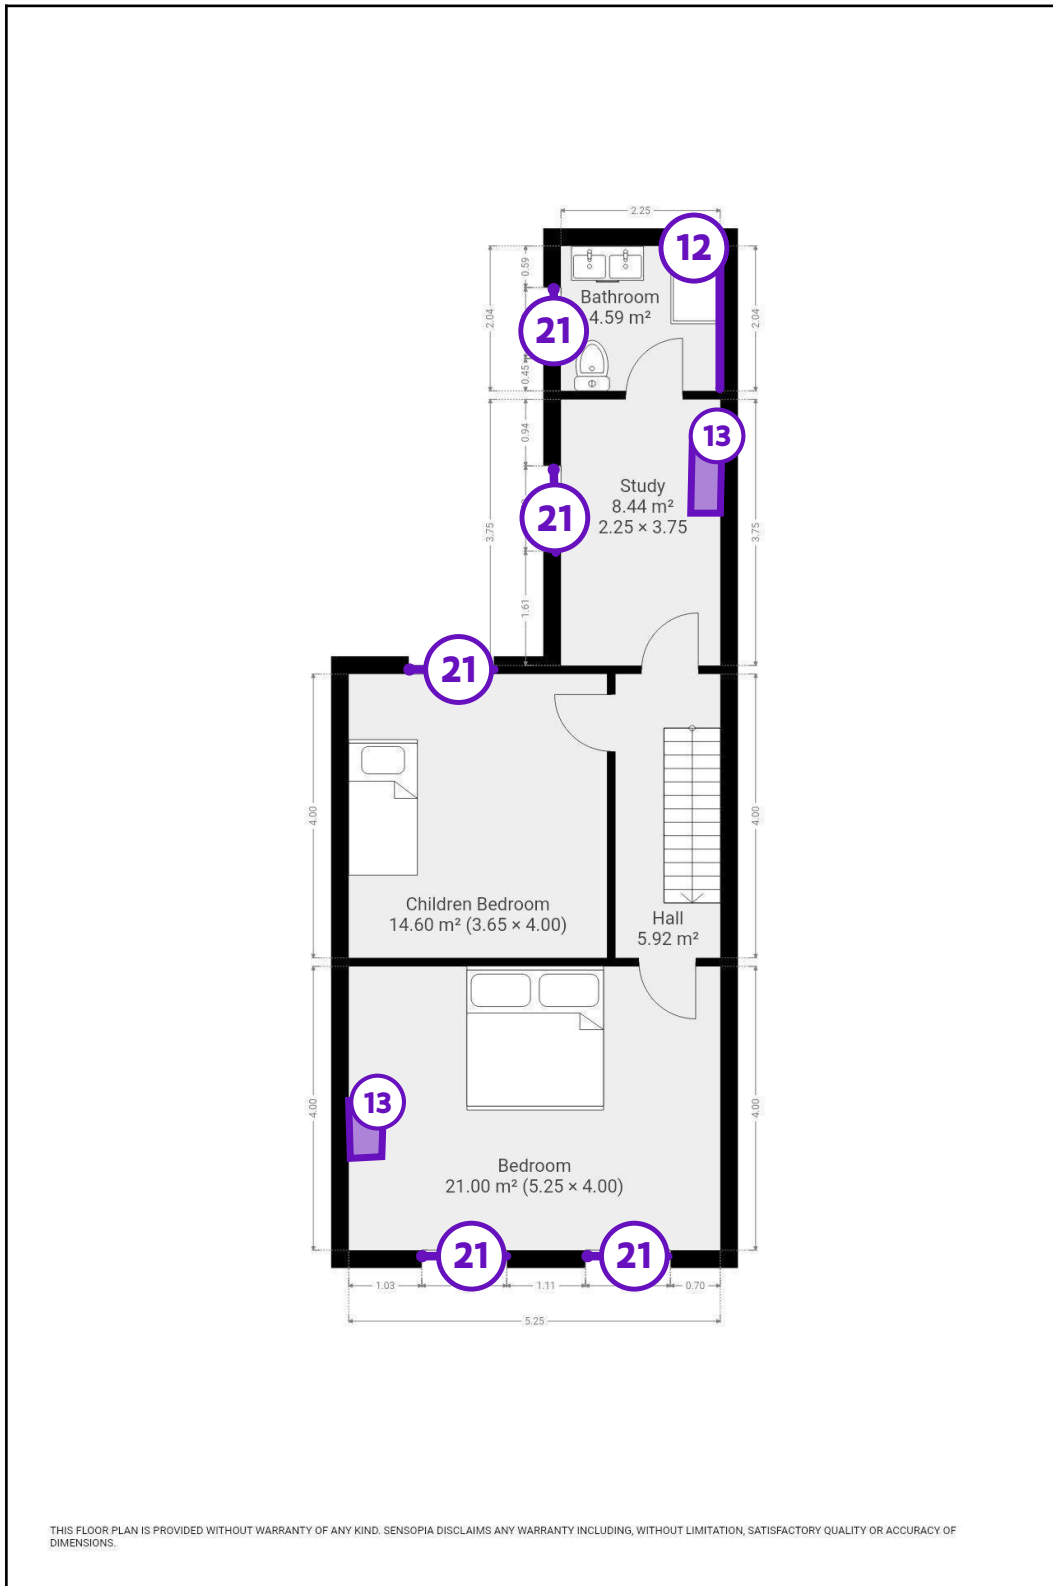 2.25
12
0.59
Bathroom
4.59 m²
2.04
21
2.04
0.45
13
0.94
Study
8.44 m²
2.25 × 3.75
21
3.75
3.75
1.61
21
4.00
4.00
Children Bedroom
14.60 m² (3.65 × 4.00)
Hall
5.92 m²
13
4.00
4.00
Bedroom
21.00 m² (5.25 × 4.00)
21
21
1.03
1.11
0.70
5.25
THIS FLOOR PLAN IS PROVIDED WITHOUT WARRANTY OF ANY KIND. SENSOPIA DISCLAIMS ANY WARRANTY INCLUDING, WITHOUT LIMITATION, SATISFACTORY QUALITY OR ACCURACY OF
DIMENSIONS.